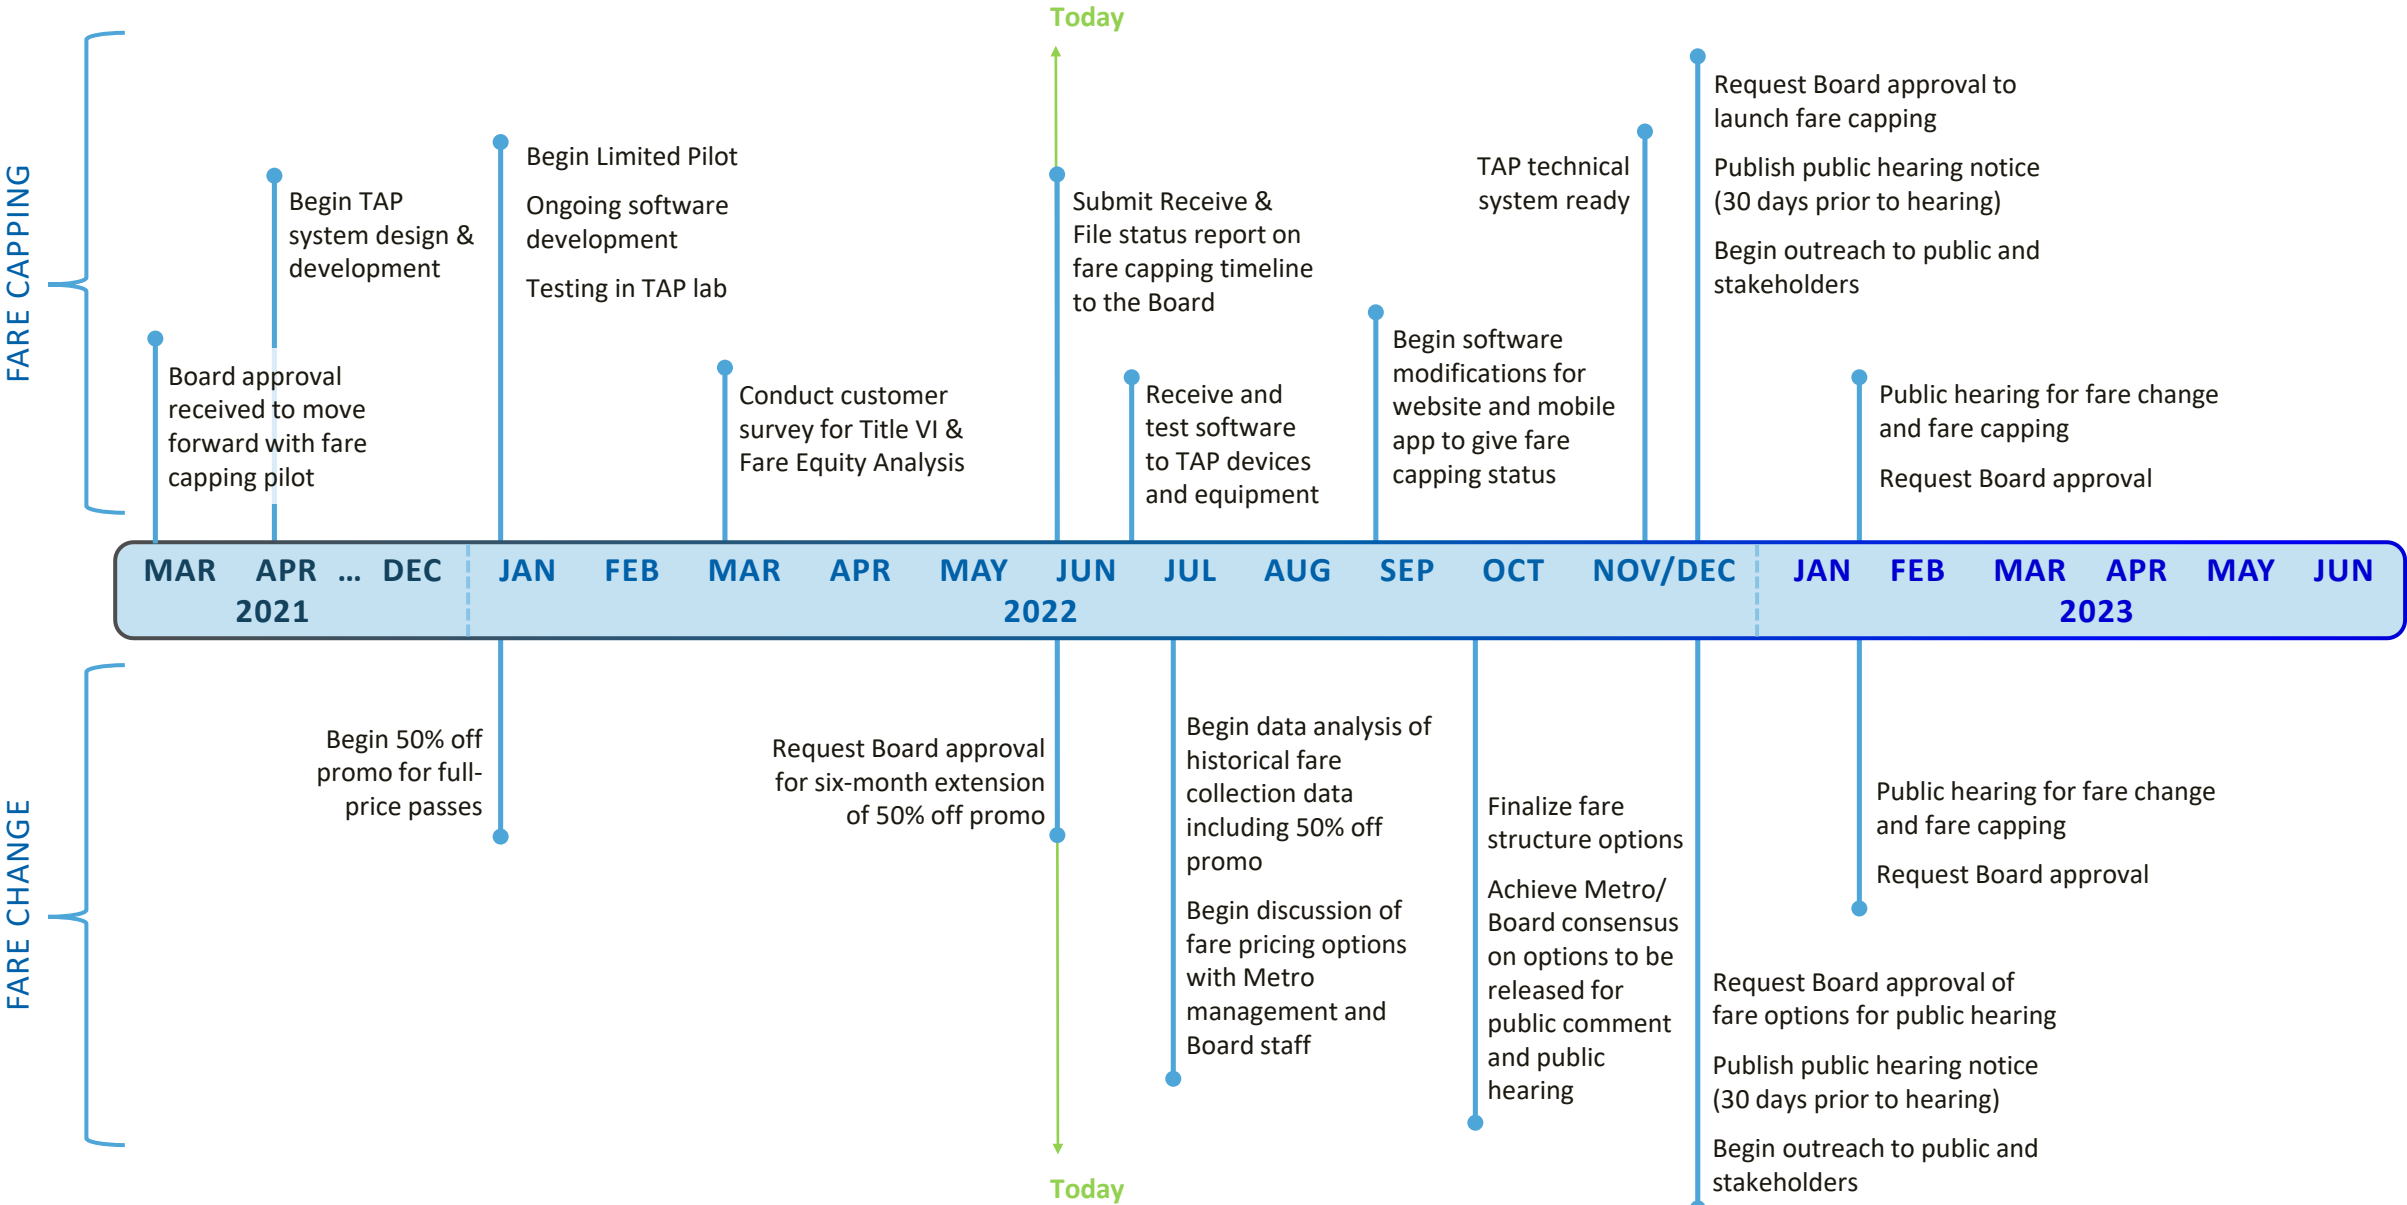 Today
FARE CAPPING
Board approval
received to move
forward with fare
capping pilot
Begin TAP
system design &
development
Begin Limited Pilot
Ongoing software
development
Testing in TAP lab
Conduct customer
survey for Title VI &
Fare Equity Analysis
Submit Receive &
File status report on
fare capping timeline
to the Board
Receive and
test software
to TAP devices
and equipment
Begin software
modifications for
website and mobile
app to give fare
capping status
TAP technical
system ready
Request Board approval to
launch fare capping
Publish public hearing notice
(30 days prior to hearing)
Begin outreach to public and
stakeholders
Public hearing for fare change
and fare capping
Request Board approval
MAR APR ... DEC JAN FEB MAR APR MAY JUN JUL AUG SEP OCT NOV/DEC JAN FEB MAR APR MAY JUN
2021 2022 2023
FARE CHANGE
Begin 50% off
promo for full-
price passes
Request Board approval
for six-month extension
of 50% off promo
Begin data analysis of
historical fare
collection data
including 50% off
promo
Begin discussion of
fare pricing options
with Metro
management and
Board staff
Finalize fare
structure options
Achieve Metro/
Board consensus
on options to be
released for
public comment
and public
hearing
Request Board approval of
fare options for public hearing
Publish public hearing notice
(30 days prior to hearing)
Begin outreach to public and
stakeholders
Public hearing for fare change
and fare capping
Request Board approval
Today